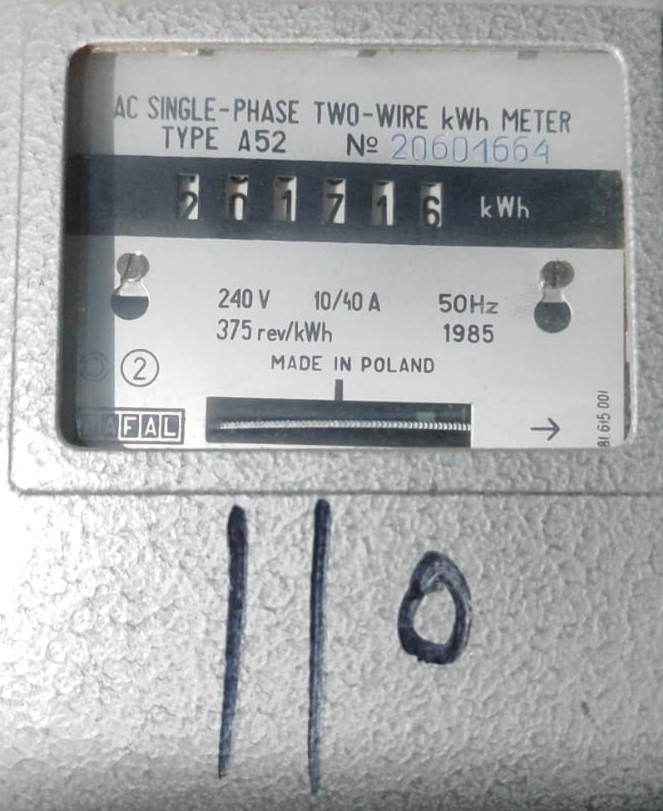 AC SINGLE-PHASE TWO-WIRE kWh METER
TYPE A52 № 20601664
201716 kWh
240 V 10/40 A 50Hz
375 rev/kWh 1985
MADE IN POLAND
2
PAFAL
81 615 001
110